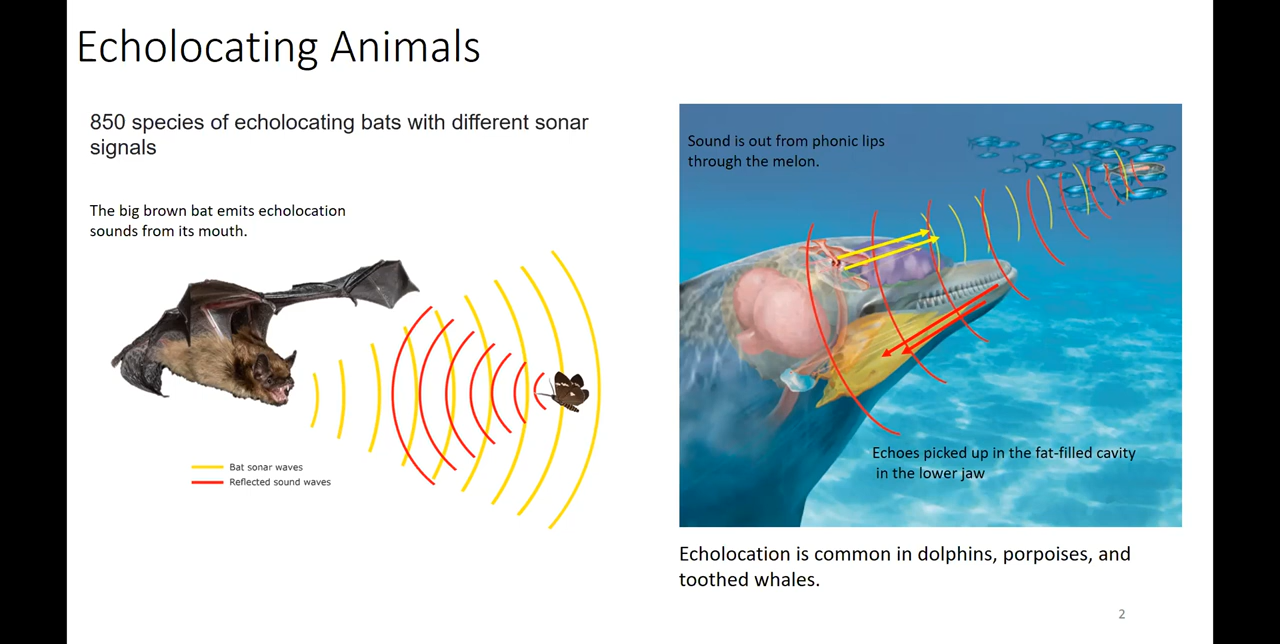 Echolocating Animals
850 species of echolocating bats with different sonar
signals
The big brown bat emits echolocation
sounds from its mouth.
Bat sonar waves
Reflected sound waves
Sound is out from phonic lips
through the melon.
Echoes picked up in the fat-filled cavity
in the lower jaw
Echolocation is common in dolphins, porpoises, and
toothed whales.
2